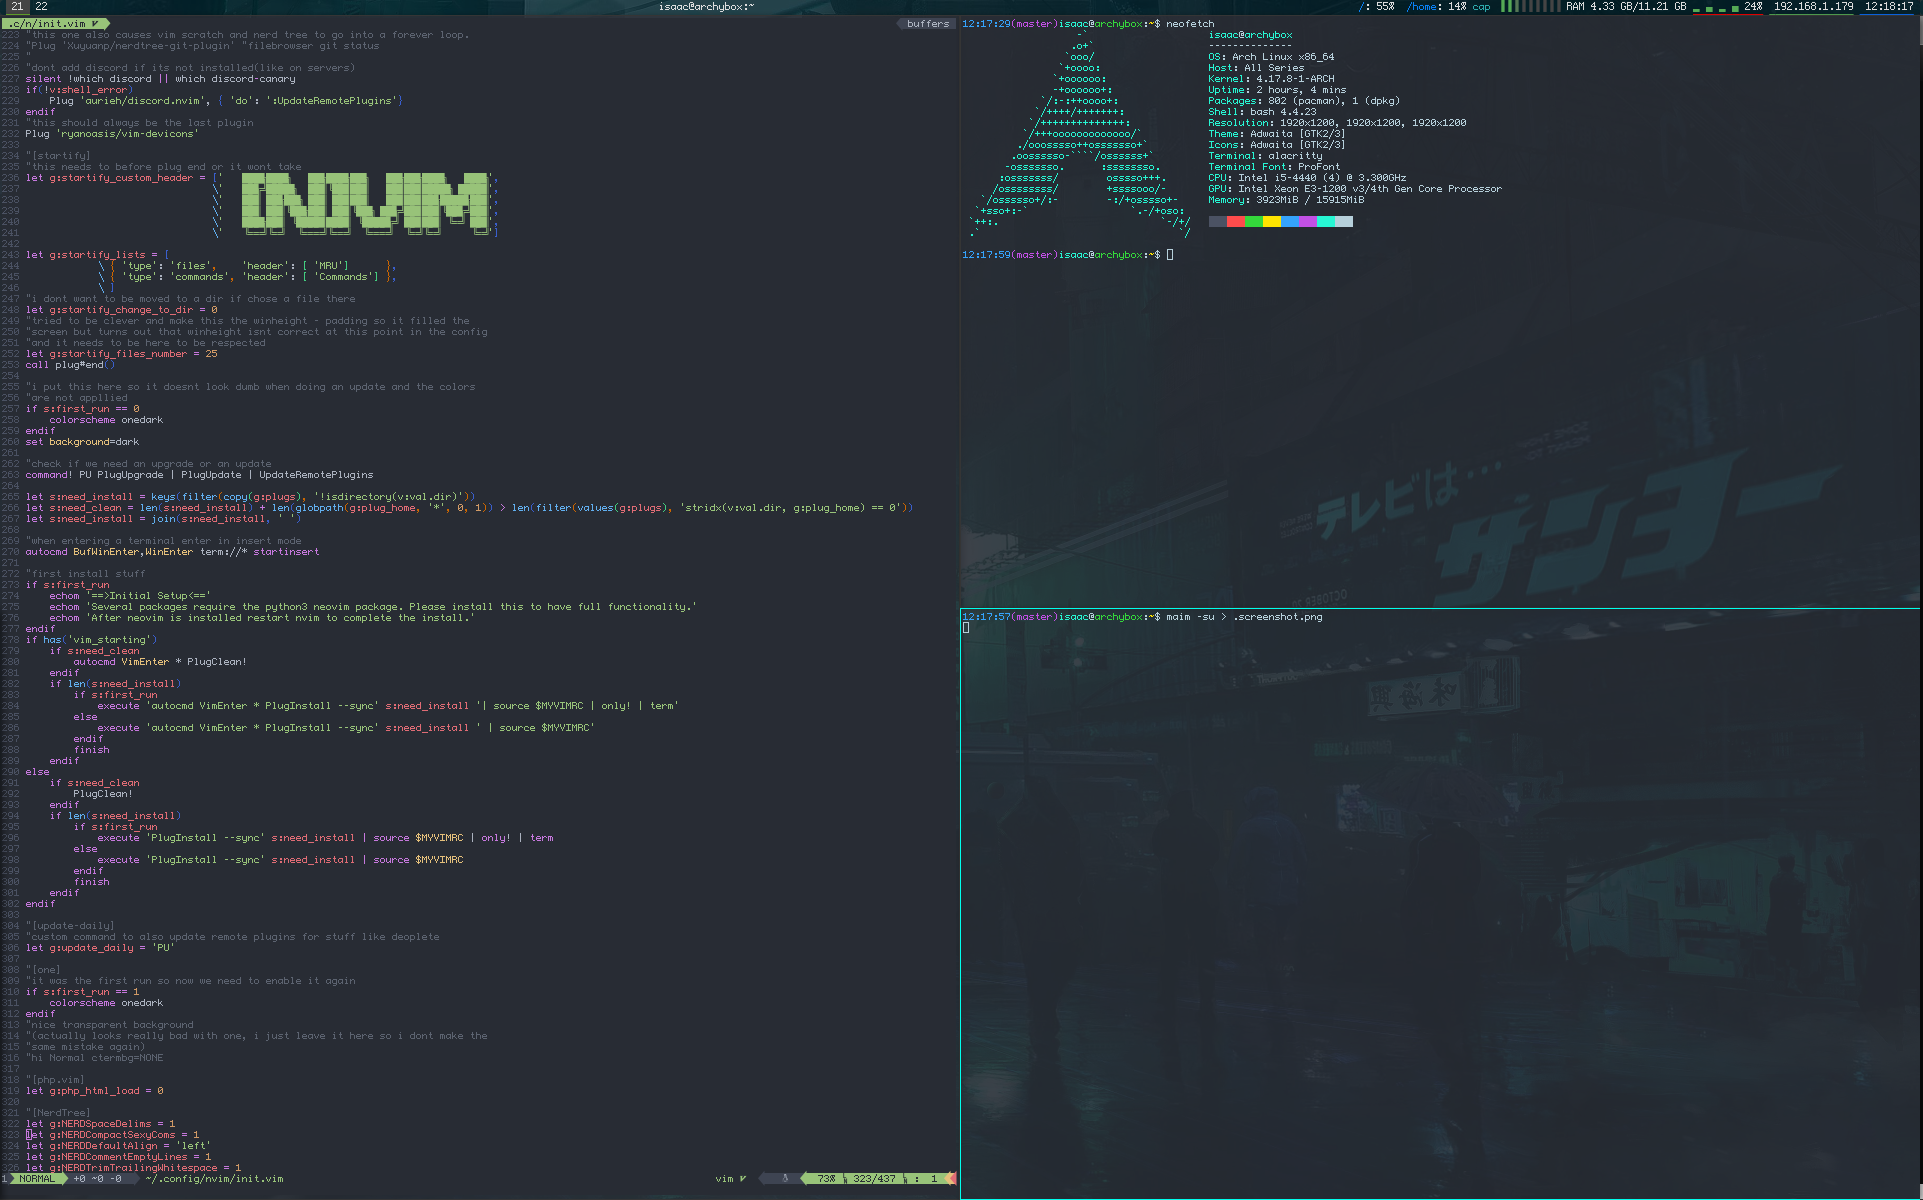 21 22
isaac@archybox:~
/: 55% /home: 14% cap RAM 4.33 GB/11.21 GB 24% 192.168.1.179 12:18:17
.c/n/init.vim
buffers
223 "this one also causes vim scratch and nerd tree to go into a forever loop.
224 "Plug 'Xuyuanp/nerdtree-git-plugin' "filebrowser git status
225 "
226 "dont add discord if its not installed(like on servers)
227 silent !which discord || which discord-canary
228 if(!v:shell_error)
229     Plug 'aurieh/discord.nvim', { 'do': ':UpdateRemotePlugins'}
230 endif
231 "this should always be the last plugin
232 Plug 'ryanoasis/vim-devicons'
233
234 "[startify]
235 "this needs to before plug end or it wont take
236 let g:startify_custom_header = ['
237 \'
238 \'
239 \'
240 \'
241 \' ']
242
243 let g:startify_lists = [
244 \ { 'type': 'files',    'header': [ 'MRU']      },
245 \ { 'type': 'commands', 'header': [ 'Commands'] },
246 \ ]
247 "i dont want to be moved to a dir if chose a file there
248 let g:startify_change_to_dir = 0
249 "tried to be clever and make this the winheight - padding so it filled the
250 "screen but turns out that winheight isnt correct at this point in the config
251 "and it needs to be here to be respected
252 let g:startify_files_number = 25
253 call plug#end()
254
255 "i put this here so it doesnt look dumb when doing an update and the colors
256 "are not appllied
257 if s:first_run == 0
258     colorscheme onedark
259 endif
260 set background=dark
261
262 "check if we need an upgrade or an update
263 command! PU PlugUpgrade | PlugUpdate | UpdateRemotePlugins
264
265 let s:need_install = keys(filter(copy(g:plugs), '!isdirectory(v:val.dir)'))
266 let s:need_clean = len(s:need_install) + len(globpath(g:plug_home, '*', 0, 1)) > len(filter(values(g:plugs), 'stridx(v:val.dir, g:plug_home) == 0'))
267 let s:need_install = join(s:need_install, ' ')
268
269 "when entering a terminal enter in insert mode
270 autocmd BufWinEnter,WinEnter term://* startinsert
271
272 "first install stuff
273 if s:first_run
274     echom '==>Initial Setup<=='
275     echom 'Several packages require the python3 neovim package. Please install this to have full functionality.'
276     echom 'After neovim is installed restart nvim to complete the install.'
277 endif
278 if has('vim_starting')
279     if s:need_clean
280         autocmd VimEnter * PlugClean!
281     endif
282     if len(s:need_install)
283         if s:first_run
284             execute 'autocmd VimEnter * PlugInstall --sync' s:need_install '| source $MYVIMRC | only! | term'
285         else
286             execute 'autocmd VimEnter * PlugInstall --sync' s:need_install ' | source $MYVIMRC'
287         endif
288         finish
289     endif
290 else
291     if s:need_clean
292         PlugClean!
293     endif
294     if len(s:need_install)
295         if s:first_run
296             execute 'PlugInstall --sync' s:need_install | source $MYVIMRC | only! | term
297         else
298             execute 'PlugInstall --sync' s:need_install | source $MYVIMRC
299         endif
300         finish
301     endif
302 endif
303
304 "[update-daily]
305 "custom command to also update remote plugins for stuff like deoplete
306 let g:update_daily = 'PU'
307
308 "[one]
309 "it was the first run so now we need to enable it again
310 if s:first_run == 1
311     colorscheme onedark
312 endif
313 "nice transparent background
314 "(actually looks really bad with one, i just leave it here so i dont make the
315 "same mistake again)
316 "hi Normal ctermbg=NONE
317
318 "[php.vim]
319 let g:php_html_load = 0
320
321 "[NerdTree]
322 let g:NERDSpaceDelims = 1
323 let g:NERDCompactSexyComs = 1
324 let g:NERDDefaultAlign = 'left'
325 let g:NERDCommentEmptyLines = 1
326 let g:NERDTrimTrailingWhitespace = 1
1 NORMAL +0 ~0 -0 ~/.config/nvim/init.vim vim 73% 323/437 : 1
12:17:29(master)isaac@archybox:~$ neofetch
isaac@archybox
--------------
OS: Arch Linux x86_64
Host: All Series
Kernel: 4.17.8-1-ARCH
Uptime: 2 hours, 4 mins
Packages: 802 (pacman), 1 (dpkg)
Shell: bash 4.4.23
Resolution: 1920x1200, 1920x1200, 1920x1200
Theme: Adwaita [GTK2/3]
Icons: Adwaita [GTK2/3]
Terminal: alacritty
Terminal Font: ProFont
CPU: Intel i5-4440 (4) @ 3.300GHz
GPU: Intel Xeon E3-1200 v3/4th Gen Core Processor
Memory: 3923MiB / 15915MiB
12:17:59(master)isaac@archybox:~$
テレビは…
サンヨー
12:17:57(master)isaac@archybox:~$ maim -su > .screenshot.png